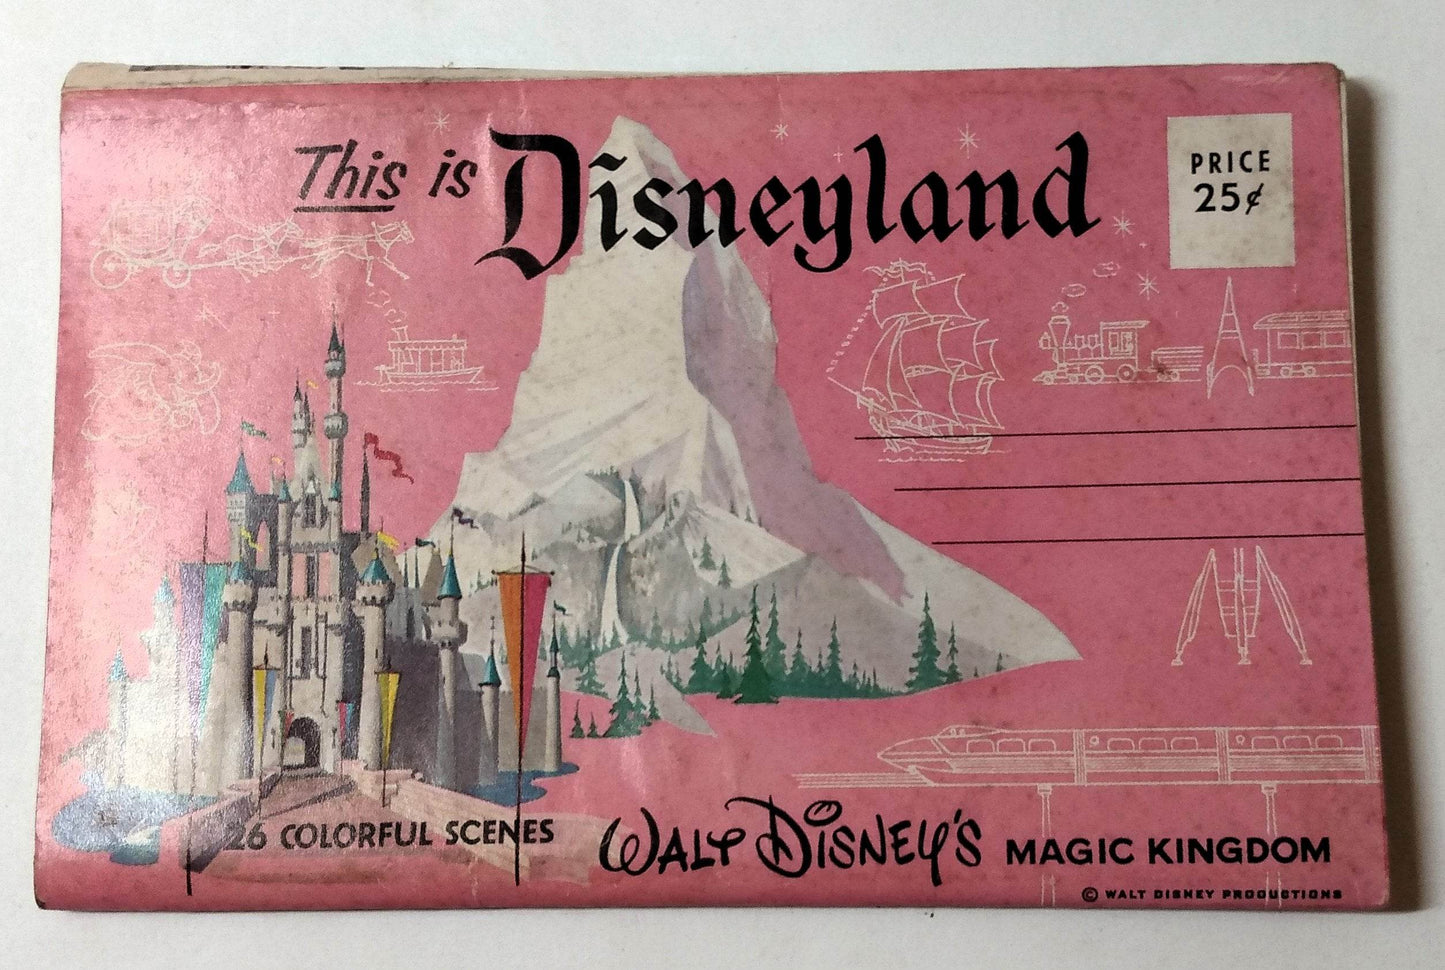 This is Disneyland
PRICE
25¢
26 COLORFUL SCENES
WALT DISNEY'S MAGIC KINGDOM
© WALT DISNEY PRODUCTIONS